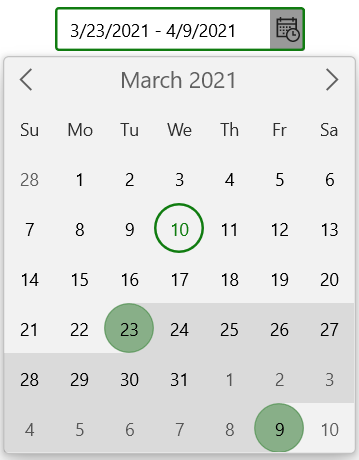 3/23/2021 - 4/9/2021
March 2021
Su Mo Tu We Th Fr Sa
28 1 2 3 4 5 6
7 8 9 10 11 12 13
14 15 16 17 18 19 20
21 22 23 24 25 26 27
28 29 30 31 1 2 3
4 5 6 7 8 9 10